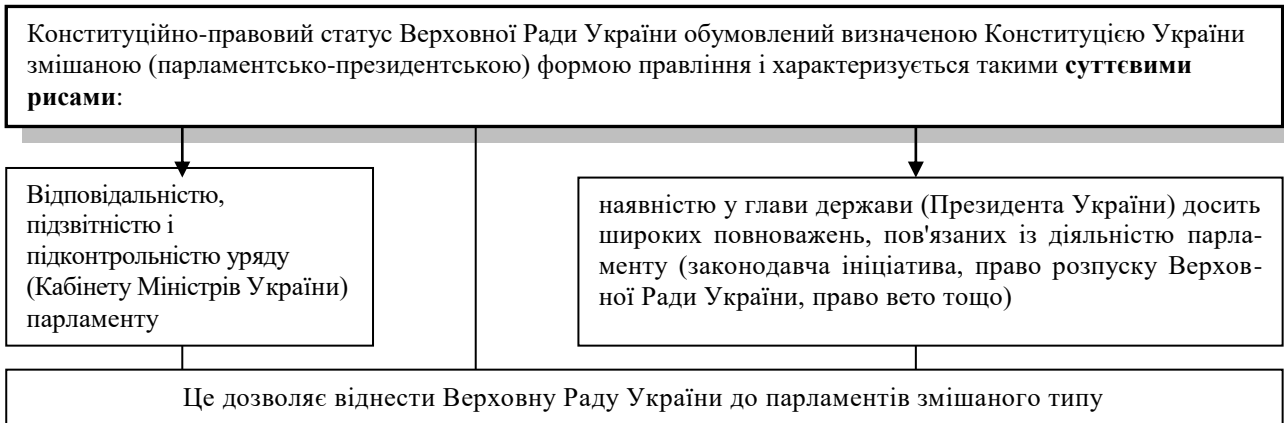 Конституційно-правовий статус Верховної Ради України обумовлений визначеною Конституцією України
змішаною (парламентсько-президентською) формою правління і характеризується такими суттєвими
рисами:
Відповідальністю,
підзвітністю і
підконтрольністю уряду
(Кабінету Міністрів України)
парламенту
наявністю у глави держави (Президента України) досить
широких повноважень, пов'язаних із діяльністю парла-
менту (законодавча ініціатива, право розпуску Верхов-
ної Ради України, право вето тощо)
Це дозволяє віднести Верховну Раду України до парламентів змішаного типу